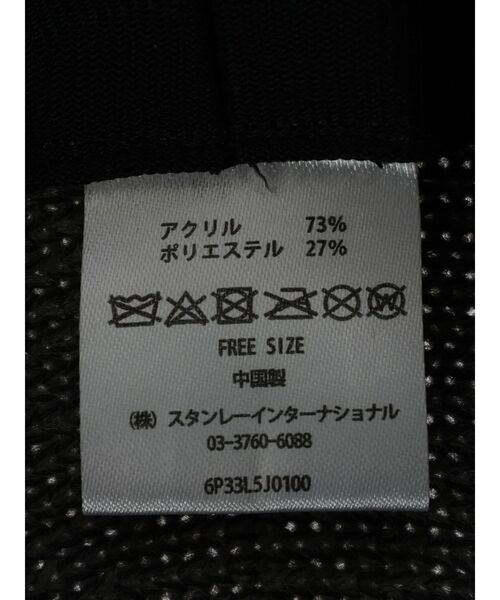 アクリル 73%
ポリエステル 27%
FREE SIZE
中国製
(株) スタンレーインターナショナル
03-3760-6088
6P33L5J0100